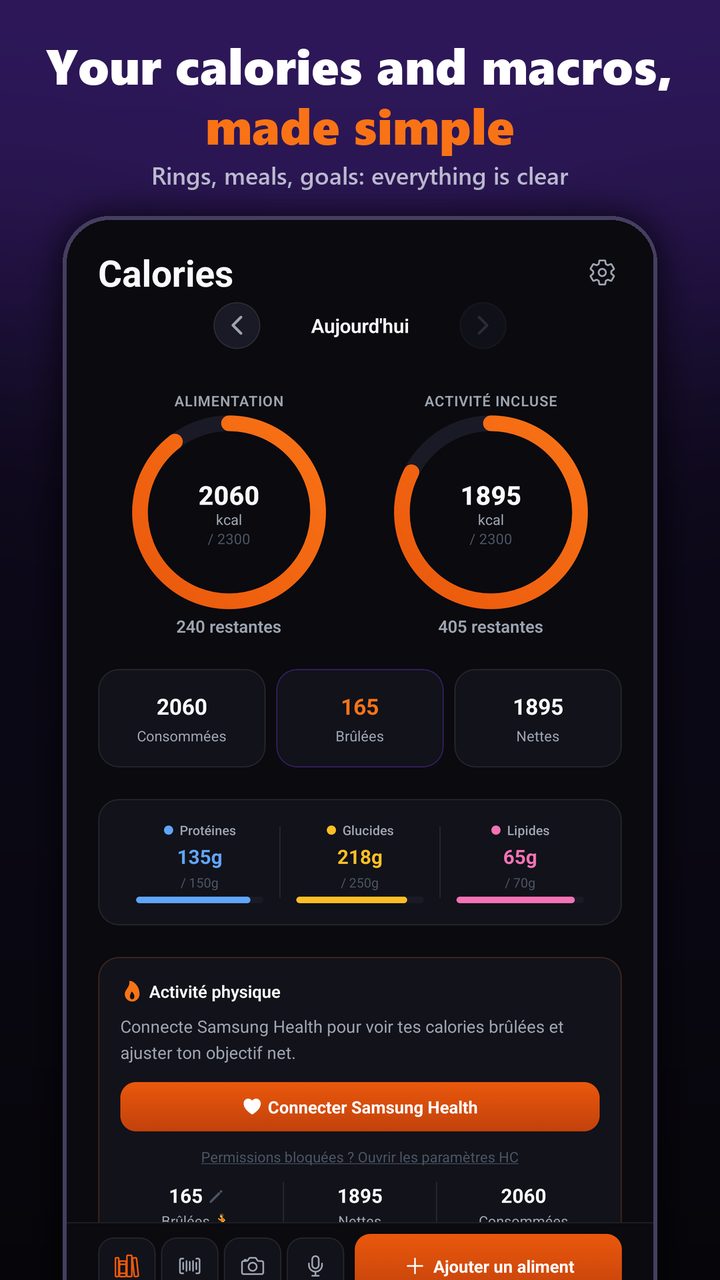 Your calories and macros,
made simple
Rings, meals, goals: everything is clear
Calories
Aujourd'hui
ALIMENTATION
ACTIVITÉ INCLUSE
2060
kcal
/ 2300
1895
kcal
/ 2300
240 restantes
405 restantes
2060
Consommées
165
Brûlées
1895
Nettes
Protéines
135g
/ 150g
Glucides
218g
/ 250g
Lipides
65g
/ 70g
Activité physique
Connecte Samsung Health pour voir tes calories brûlées et
ajuster ton objectif net.
Connecter Samsung Health
Permissions bloquées ? Ouvrir les paramètres HC
165
Brûlées
1895
Nettes
2060
Consommées
Ajouter un aliment